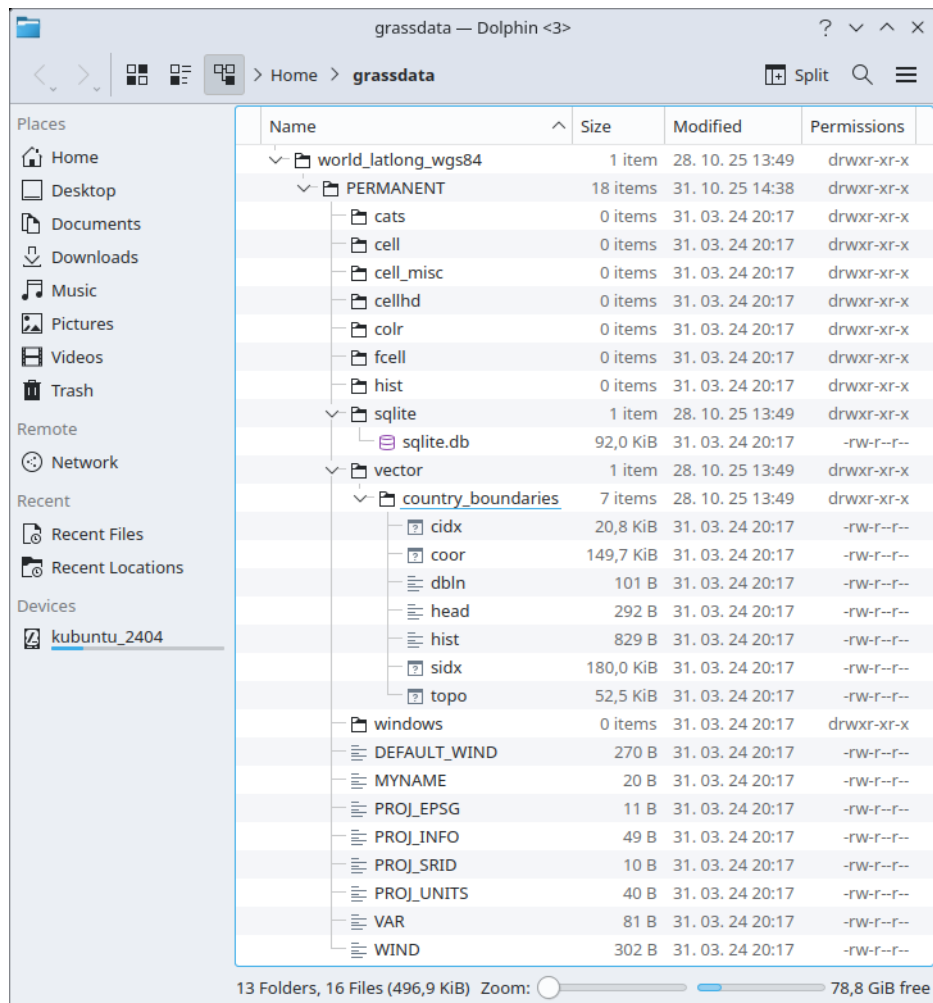 grassdata — Dolphin <3>
Home > grassdata
Split
Places
Home
Desktop
Documents
Downloads
Music
Pictures
Videos
Trash
Remote
Network
Recent
Recent Files
Recent Locations
Devices
kubuntu_2404
Name Size Modified Permissions
world_latlong_wgs84 1 item 28. 10. 25 13:49 drwxr-xr-x
PERMANENT 18 items 31. 10. 25 14:38 drwxr-xr-x
cats 0 items 31. 03. 24 20:17 drwxr-xr-x
cell 0 items 31. 03. 24 20:17 drwxr-xr-x
cell_misc 0 items 31. 03. 24 20:17 drwxr-xr-x
cellhd 0 items 31. 03. 24 20:17 drwxr-xr-x
colr 0 items 31. 03. 24 20:17 drwxr-xr-x
fcell 0 items 31. 03. 24 20:17 drwxr-xr-x
hist 0 items 31. 03. 24 20:17 drwxr-xr-x
sqlite 1 item 28. 10. 25 13:49 drwxr-xr-x
sqlite.db 92,0 KiB 31. 03. 24 20:17 -rw-r--r--
vector 1 item 28. 10. 25 13:49 drwxr-xr-x
country_boundaries 7 items 28. 10. 25 13:49 drwxr-xr-x
cidx 20,8 KiB 31. 03. 24 20:17 -rw-r--r--
coor 149,7 KiB 31. 03. 24 20:17 -rw-r--r--
dbln 101 B 31. 03. 24 20:17 -rw-r--r--
head 292 B 31. 03. 24 20:17 -rw-r--r--
hist 829 B 31. 03. 24 20:17 -rw-r--r--
sidx 180,0 KiB 31. 03. 24 20:17 -rw-r--r--
topo 52,5 KiB 31. 03. 24 20:17 -rw-r--r--
windows 0 items 31. 03. 24 20:17 drwxr-xr-x
DEFAULT_WIND 270 B 31. 03. 24 20:17 -rw-r--r--
MYNAME 20 B 31. 03. 24 20:17 -rw-r--r--
PROJ_EPSG 11 B 31. 03. 24 20:17 -rw-r--r--
PROJ_INFO 49 B 31. 03. 24 20:17 -rw-r--r--
PROJ_SRID 10 B 31. 03. 24 20:17 -rw-r--r--
PROJ_UNITS 40 B 31. 03. 24 20:17 -rw-r--r--
VAR 81 B 31. 03. 24 20:17 -rw-r--r--
WIND 302 B 31. 03. 24 20:17 -rw-r--r--
13 Folders, 16 Files (496,9 KiB) Zoom: 78,8 GiB free